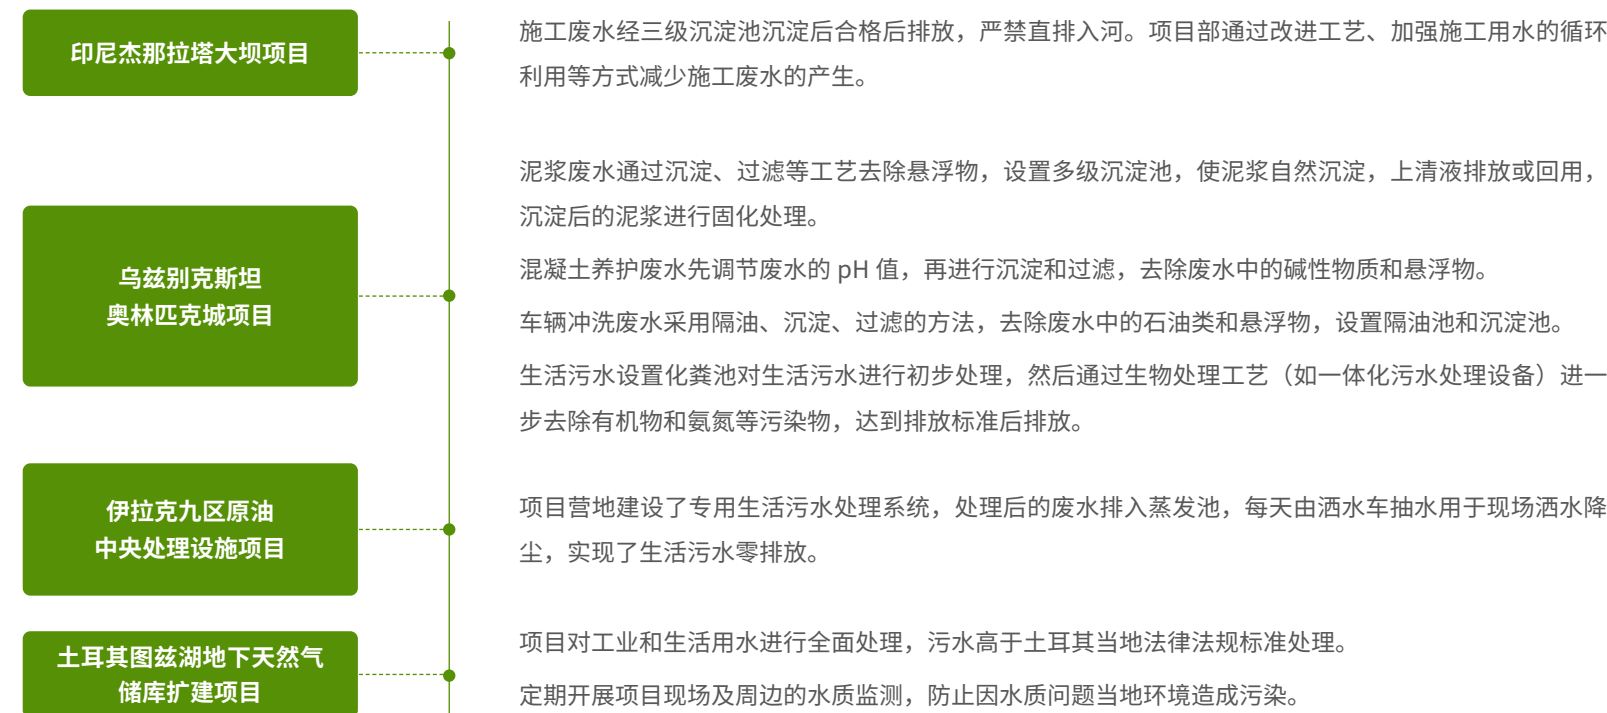 印尼杰那拉塔大坝项目
施工废水经三级沉淀池沉淀后合格后排放，严禁直排入河。项目部通过改进工艺、加强施工用水的循环
利用等方式减少施工废水的产生。
乌兹别克斯坦
奥林匹克城项目
泥浆废水通过沉淀、过滤等工艺去除悬浮物，设置多级沉淀池，使泥浆自然沉淀，上清液排放或回用，
沉淀后的泥浆进行固化处理。
混凝土养护废水先调节废水的 pH 值，再进行沉淀和过滤，去除废水中的碱性物质和悬浮物。
车辆冲洗废水采用隔油、沉淀、过滤的方法，去除废水中的石油类和悬浮物，设置隔油池和沉淀池。
生活污水设置化粪池对生活污水进行初步处理，然后通过生物处理工艺（如一体化污水处理设备）进一
步去除有机物和氨氮等污染物，达到排放标准后排放。
伊拉克九区原油
中央处理设施项目
项目营地建设了专用生活污水处理系统，处理后的废水排入蒸发池，每天由洒水车抽水用于现场洒水降
尘，实现了生活污水零排放。
土耳其图兹湖地下天然气
储库扩建项目
项目对工业和生活用水进行全面处理，污水高于土耳其当地法律法规标准处理。
定期开展项目现场及周边的水质监测，防止因水质问题当地环境造成污染。